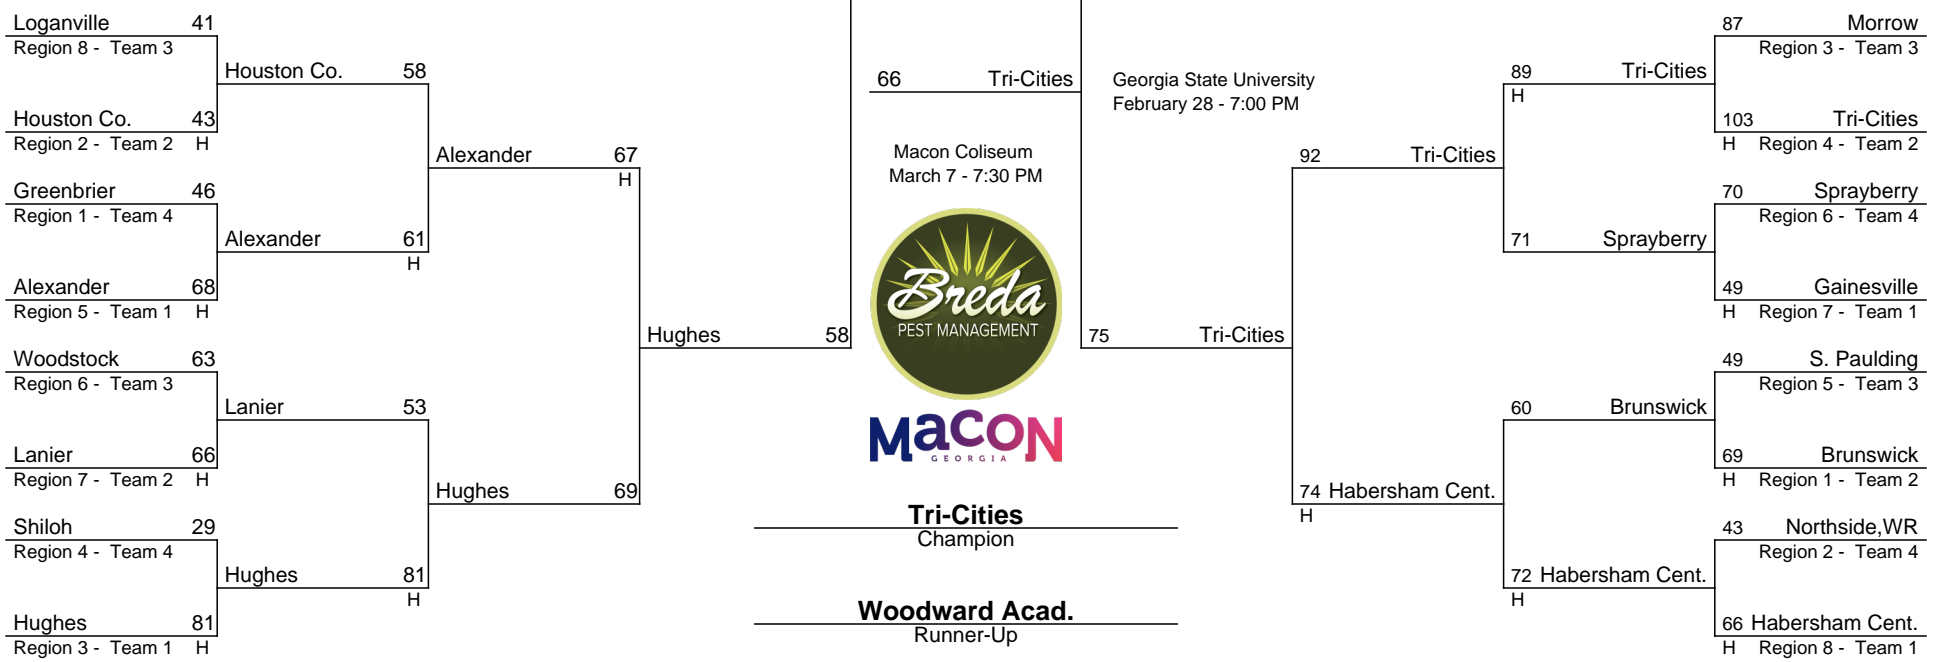 Loganville 41
Region 8 - Team 3
Houston Co. 58
Houston Co. 43
Region 2 - Team 2 H
Alexander 67
H
Greenbrier 46
Region 1 - Team 4
Alexander 61
H
Alexander 68
Region 5 - Team 1 H
Hughes 58
Woodstock 63
Region 6 - Team 3
Lanier 53
Lanier 66
Region 7 - Team 2 H
Hughes 69
Shiloh 29
Region 4 - Team 4
Hughes 81
H
Hughes 81
Region 3 - Team 1 H
66 Tri-Cities
Macon Coliseum
March 7 - 7:30 PM
Breda
PEST MANAGEMENT
MACON
GEORGIA
Tri-Cities
Champion
Woodward Acad.
Runner-Up
Georgia State University
February 28 - 7:00 PM
75 Tri-Cities
92 Tri-Cities
74 Habersham Cent.
H
89 Tri-Cities
H
71 Sprayberry
60 Brunswick
72 Habersham Cent.
H
87 Morrow
Region 3 - Team 3
103 Tri-Cities
H Region 4 - Team 2
70 Sprayberry
Region 6 - Team 4
49 Gainesville
H Region 7 - Team 1
49 S. Paulding
Region 5 - Team 3
69 Brunswick
H Region 1 - Team 2
43 Northside,WR
Region 2 - Team 4
66 Habersham Cent.
H Region 8 - Team 1